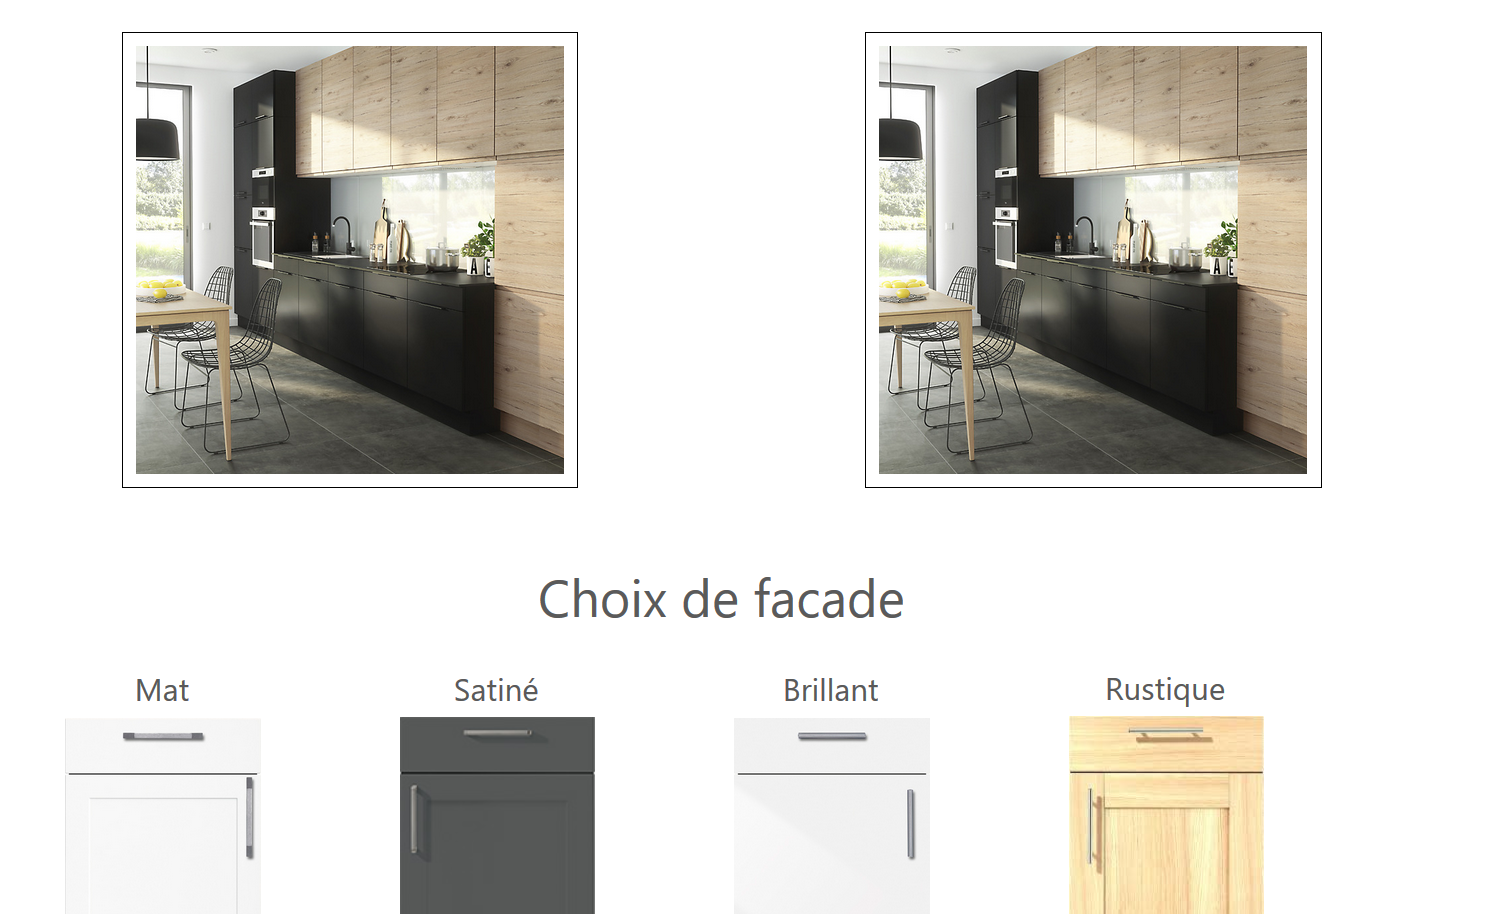 A E
A E
Choix de facade
Mat
Satiné
Brillant
Rustique